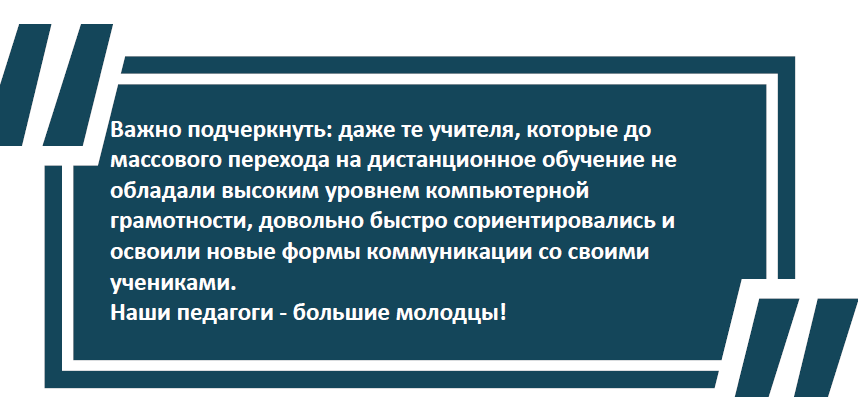 Важно подчеркнуть: даже те учителя, которые до
массового перехода на дистанционное обучение не
обладали высоким уровнем компьютерной
грамотности, довольно быстро сориентировались и
освоили новые формы коммуникации со своими
учениками.
Наши педагоги - большие молодцы!